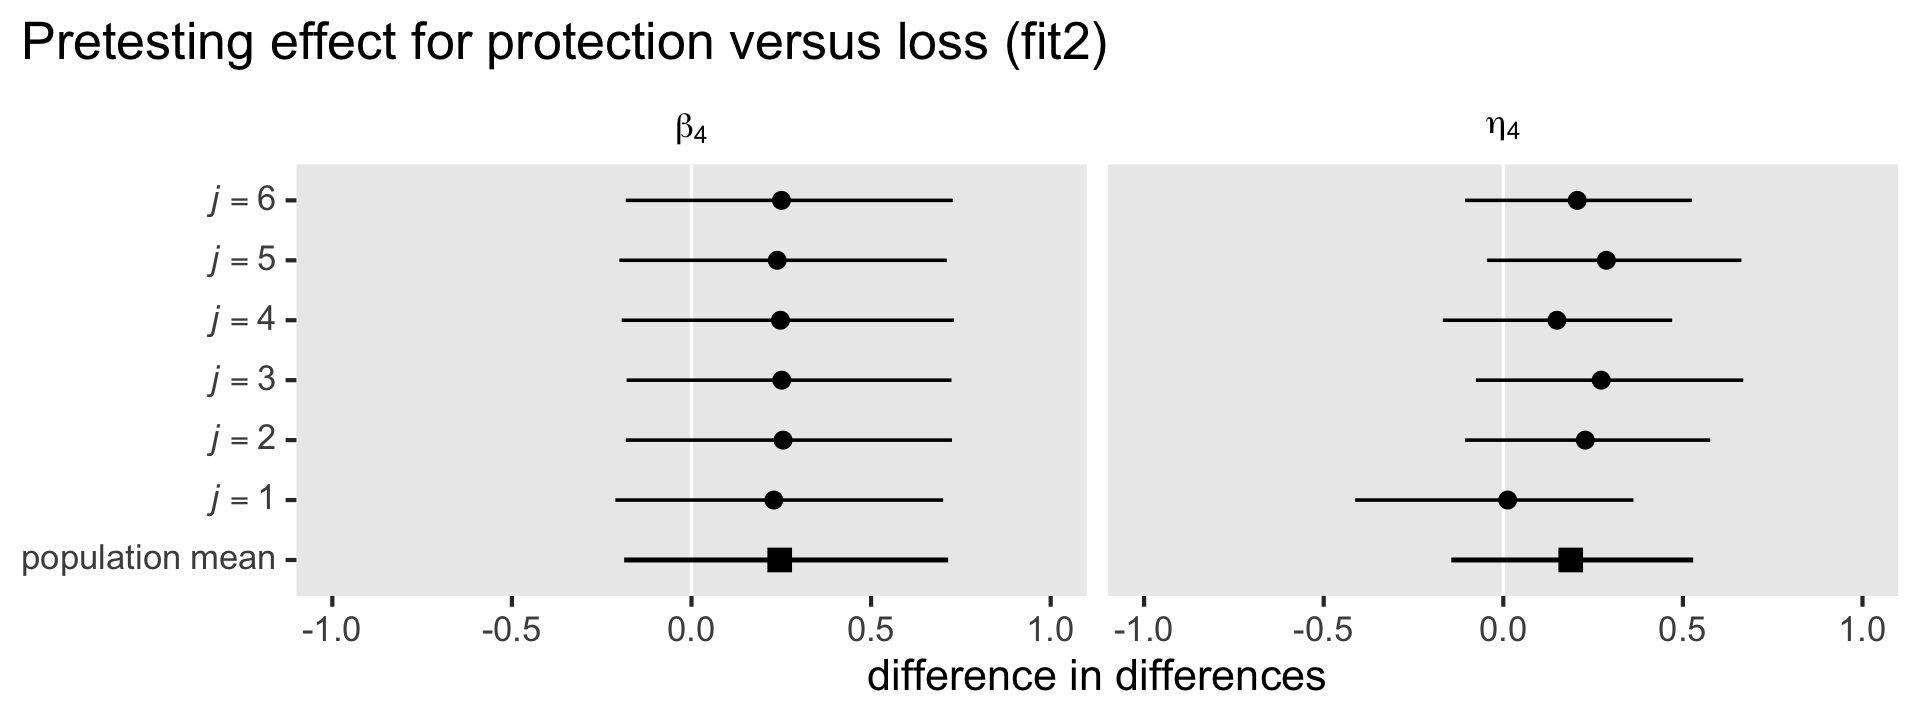 Pretesting effect for protection versus loss (fit2)
β4 η4
j = 6
j = 5
j = 4
j = 3
j = 2
j = 1
population mean
-1.0 -0.5 0.0 0.5 1.0 -1.0 -0.5 0.0 0.5 1.0
difference in differences